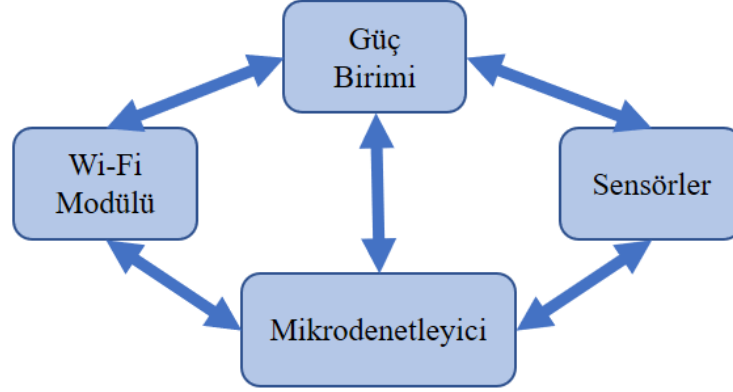 Güç
Birimi
Wi-Fi
Modülü
Sensörler
Mikrodenetleyici